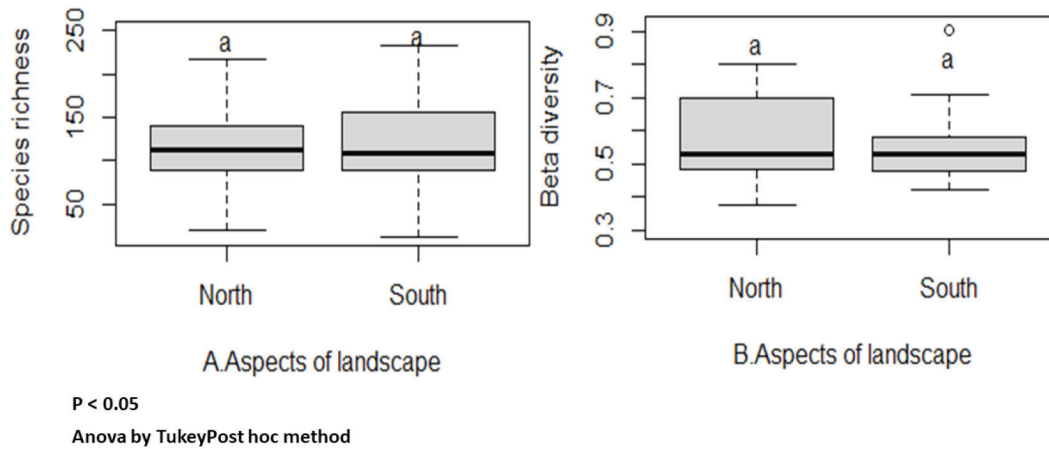 Species richness
250
150
50
a
a
North
South
A.Aspects of landscape
Beta diversity
0.9
0.7
0.5
0.3
a
a
North
South
B.Aspects of landscape
P < 0.05
Anova by TukeyPost hoc method